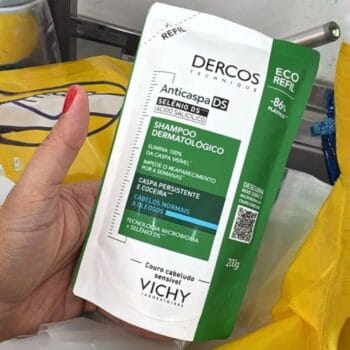 +
REFIL
DERCOS
TECHNIQUE
ECO
REFIL
-86%
PLÁSTICO*
Anticaspa DS
SELÊNIO DS
ÁCIDO SALICÍLICO
SHAMPOO
DERMATOLÓGICO
ELIMINA 100%
DA CASPA VISÍVEL*
IMPEDE O REAPARECIMENTO
POR 6 SEMANAS**
CASPA PERSISTENTE
E COCEIRA
CABELOS NORMAIS
A OLEOSOS
TECNOLOGIA MICROBIOMA
+ SELÊNIO DS
DESCUBRA
200g
Couro cabeludo
sensível
VICHY
LABORATOIRES